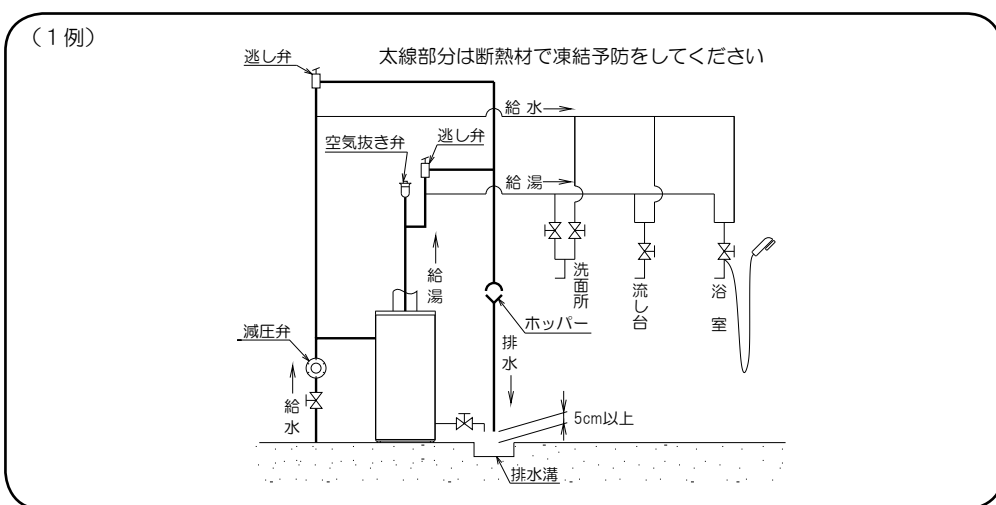 （１例）
太線部分は断熱材で凍結予防をしてください
逃し弁
給水
空気抜き弁
逃し弁
給湯
給湯
洗面所
流し台
浴室
ホッパー
減圧弁
排水
給水
5cm以上
排水溝